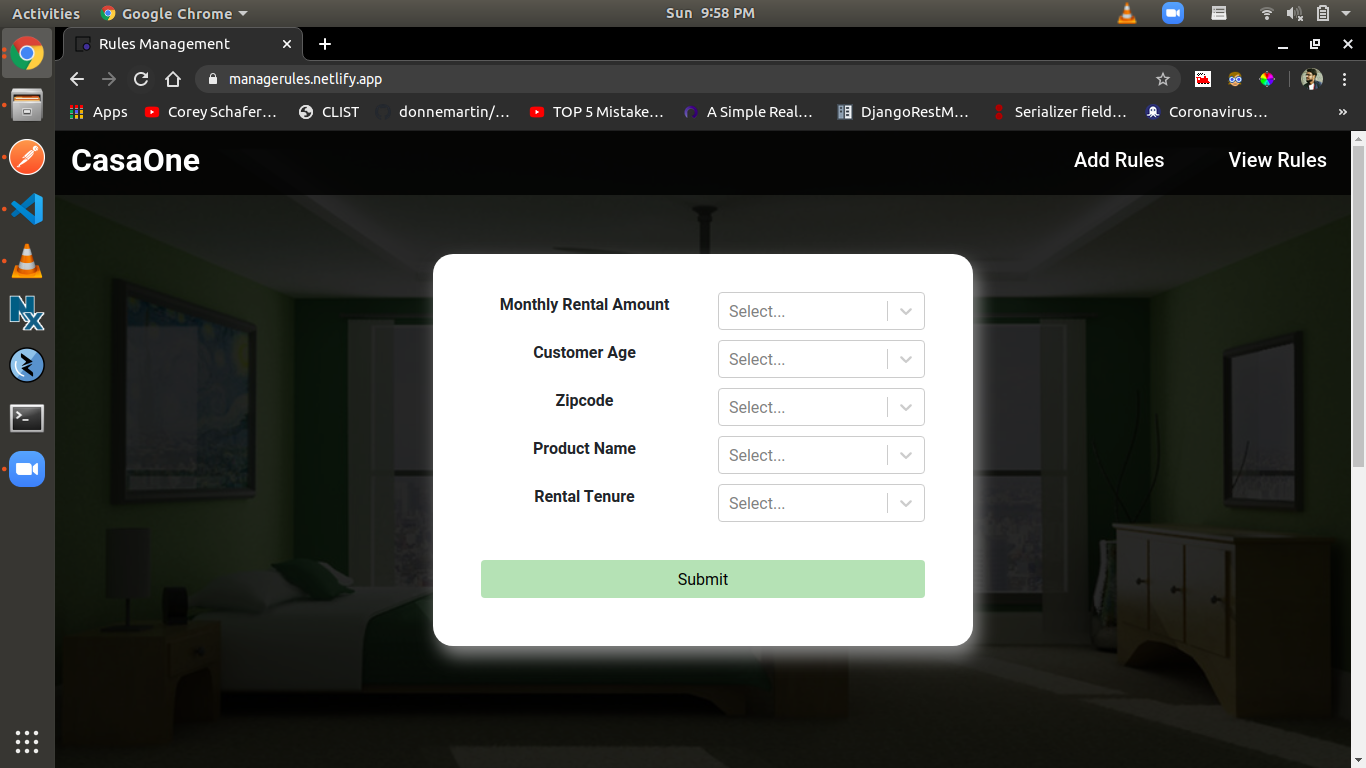 Activities Google Chrome Sun 9:58 PM
Rules Management
managerules.netlify.app
Apps Corey Schafer… CLIST donnemartin/… TOP 5 Mistake… A Simple Real… DjangoRestM… Serializer field… Coronavirus… »
CasaOne Add Rules View Rules
Monthly Rental Amount Select...
Customer Age Select...
Zipcode Select...
Product Name Select...
Rental Tenure Select...
Submit